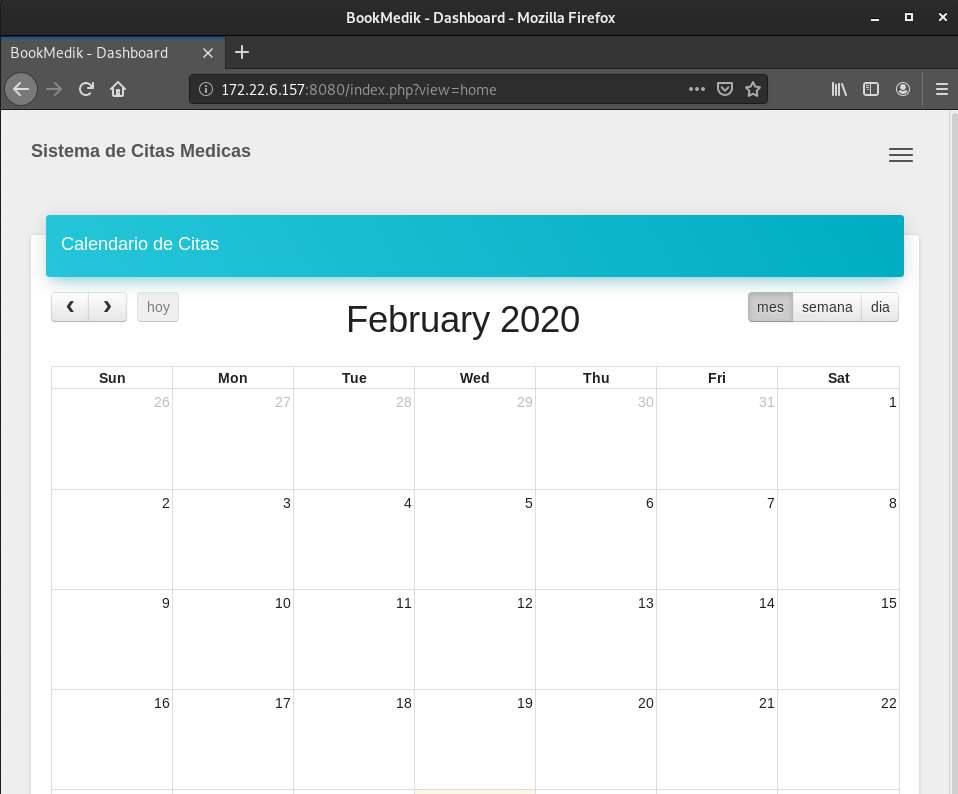 BookMedik - Dashboard - Mozilla Firefox
BookMedik - Dashboard
172.22.6.157:8080/index.php?view=home
Sistema de Citas Medicas
Calendario de Citas
hoy
February 2020
mes semana dia
Sun Mon Tue Wed Thu Fri Sat
26 27 28 29 30 31 1
2 3 4 5 6 7 8
9 10 11 12 13 14 15
16 17 18 19 20 21 22